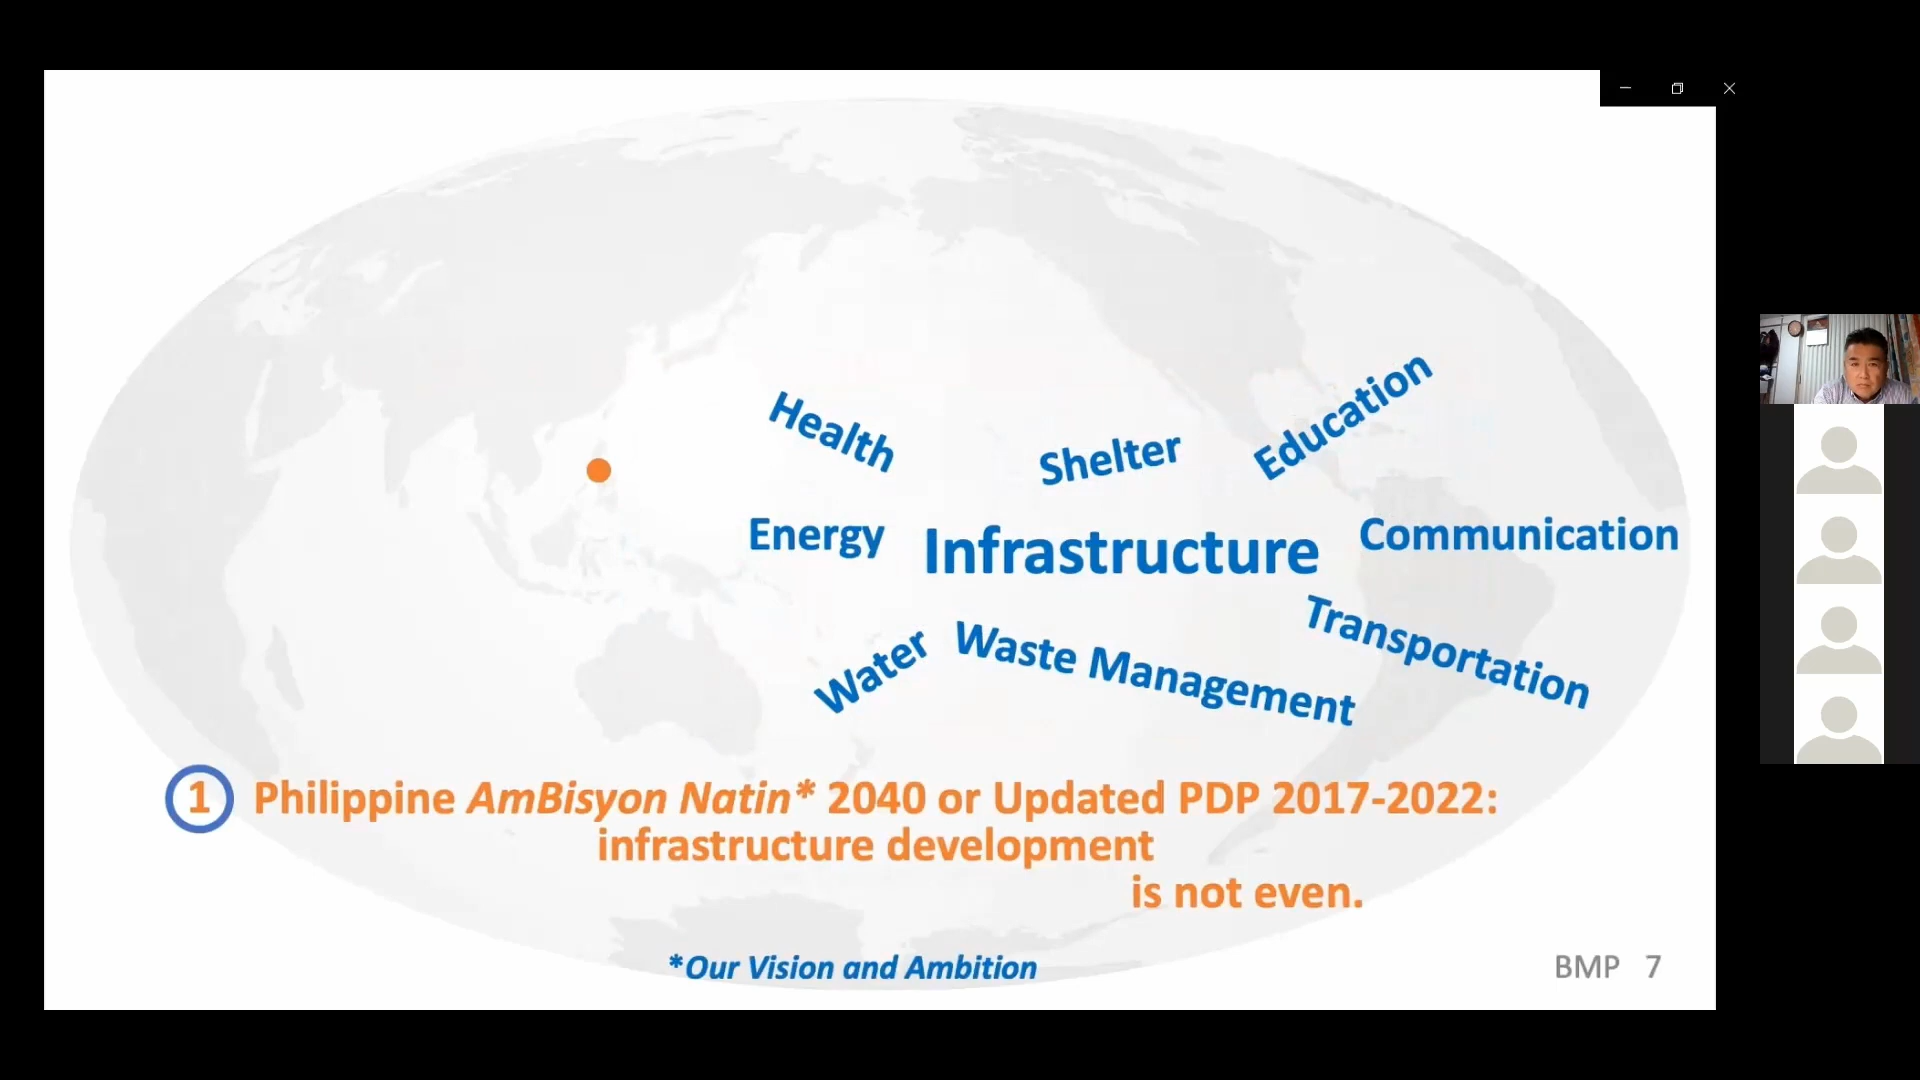 Health
Shelter
Education
Energy
Infrastructure
Communication
Water
Waste Management
Transportation
1 Philippine AmBisyon Natin* 2040 or Updated PDP 2017-2022:
infrastructure development
is not even.
*Our Vision and Ambition
BMP 7